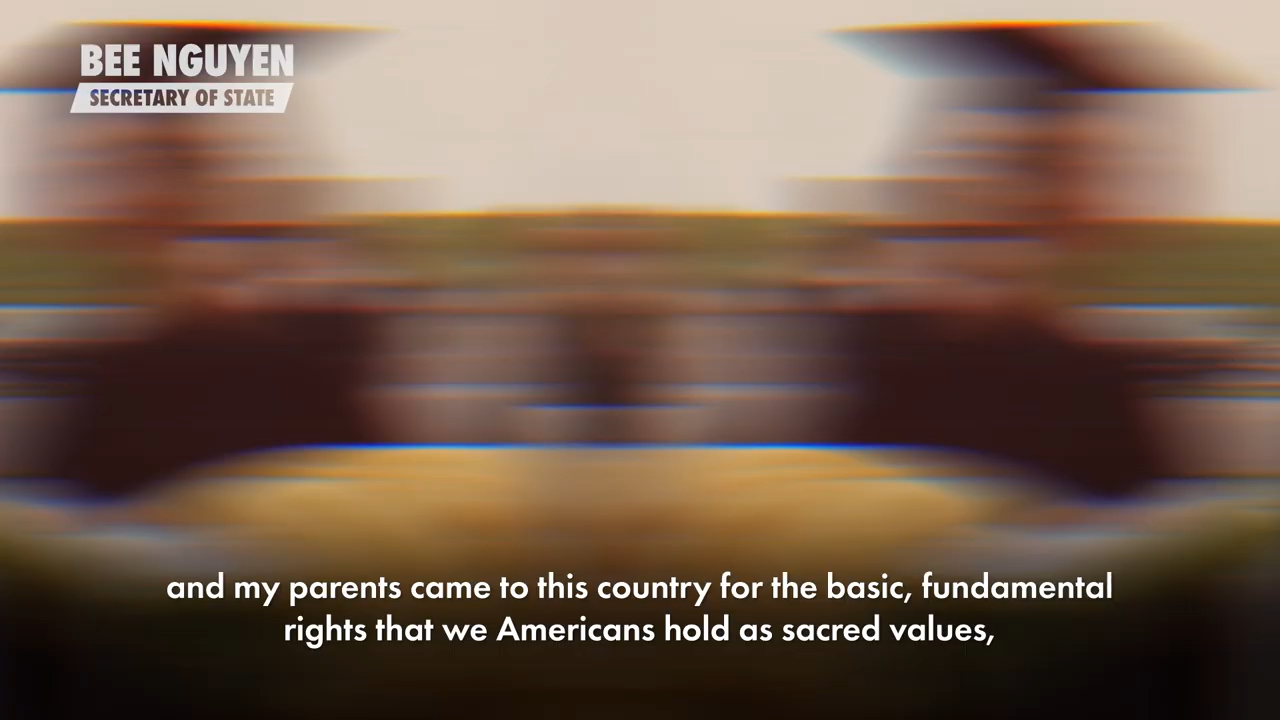 BEE NGUYEN
SECRETARY OF STATE
and my parents came to this country for the basic, fundamental
rights that we Americans hold as sacred values,